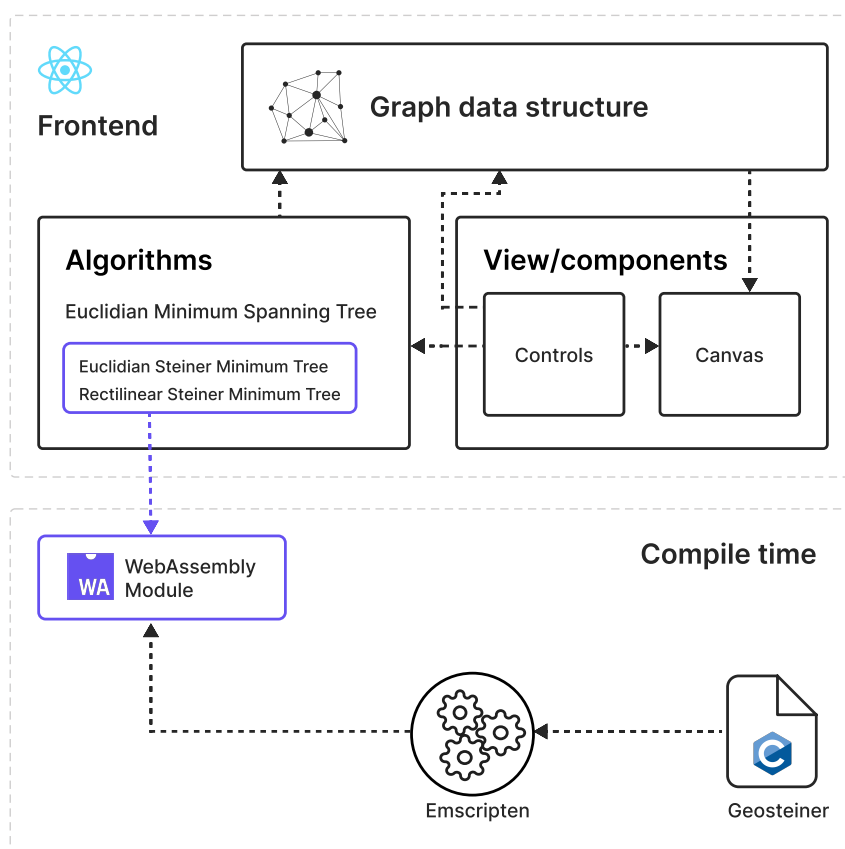 Frontend
Graph data structure
Algorithms
Euclidian Minimum Spanning Tree
Euclidian Steiner Minimum Tree
Rectilinear Steiner Minimum Tree
View/components
Controls
Canvas
Compile time
WA
WebAssembly
Module
C
Emscripten
Geosteiner